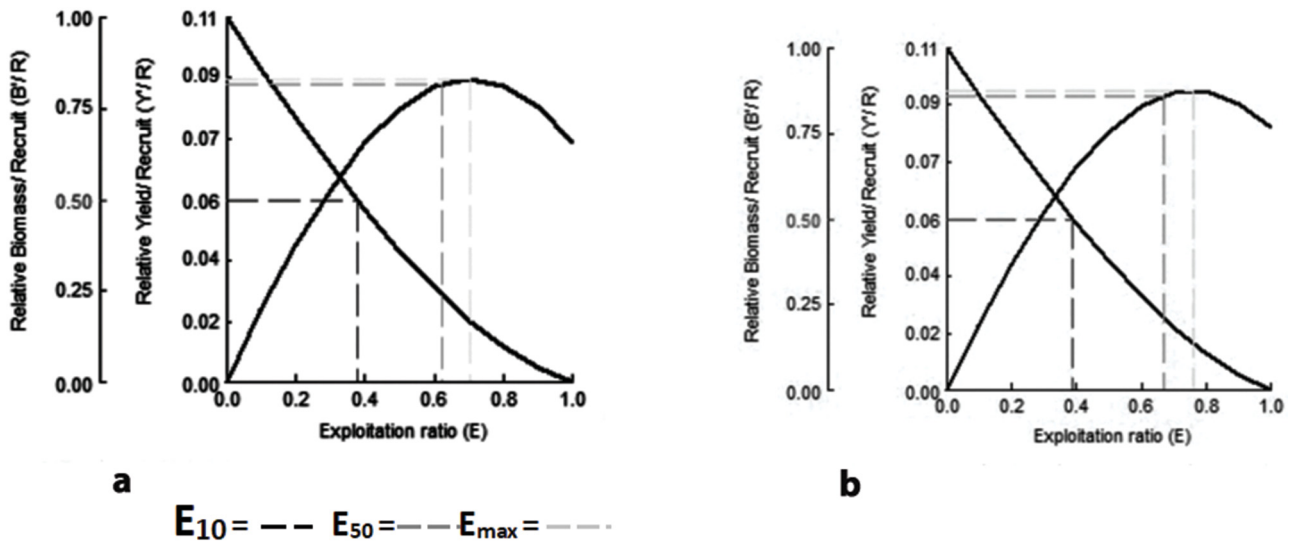 Relative Biomass/ Recruit (B'/ R)
1.00
0.75
0.50
0.25
0.00
Relative Yield/ Recruit (Y'/ R)
0.11
0.09
0.07
0.06
0.04
0.02
0.00
0.0 0.2 0.4 0.6 0.8 1.0
Exploitation ratio (E)
a
Relative Biomass/ Recruit (B'/ R)
1.00
0.75
0.50
0.25
0.00
Relative Yield/ Recruit (Y'/ R)
0.11
0.09
0.07
0.06
0.04
0.02
0.00
0.0 0.2 0.4 0.6 0.8 1.0
Exploitation ratio (E)
b
E10 = E50 = Emax =